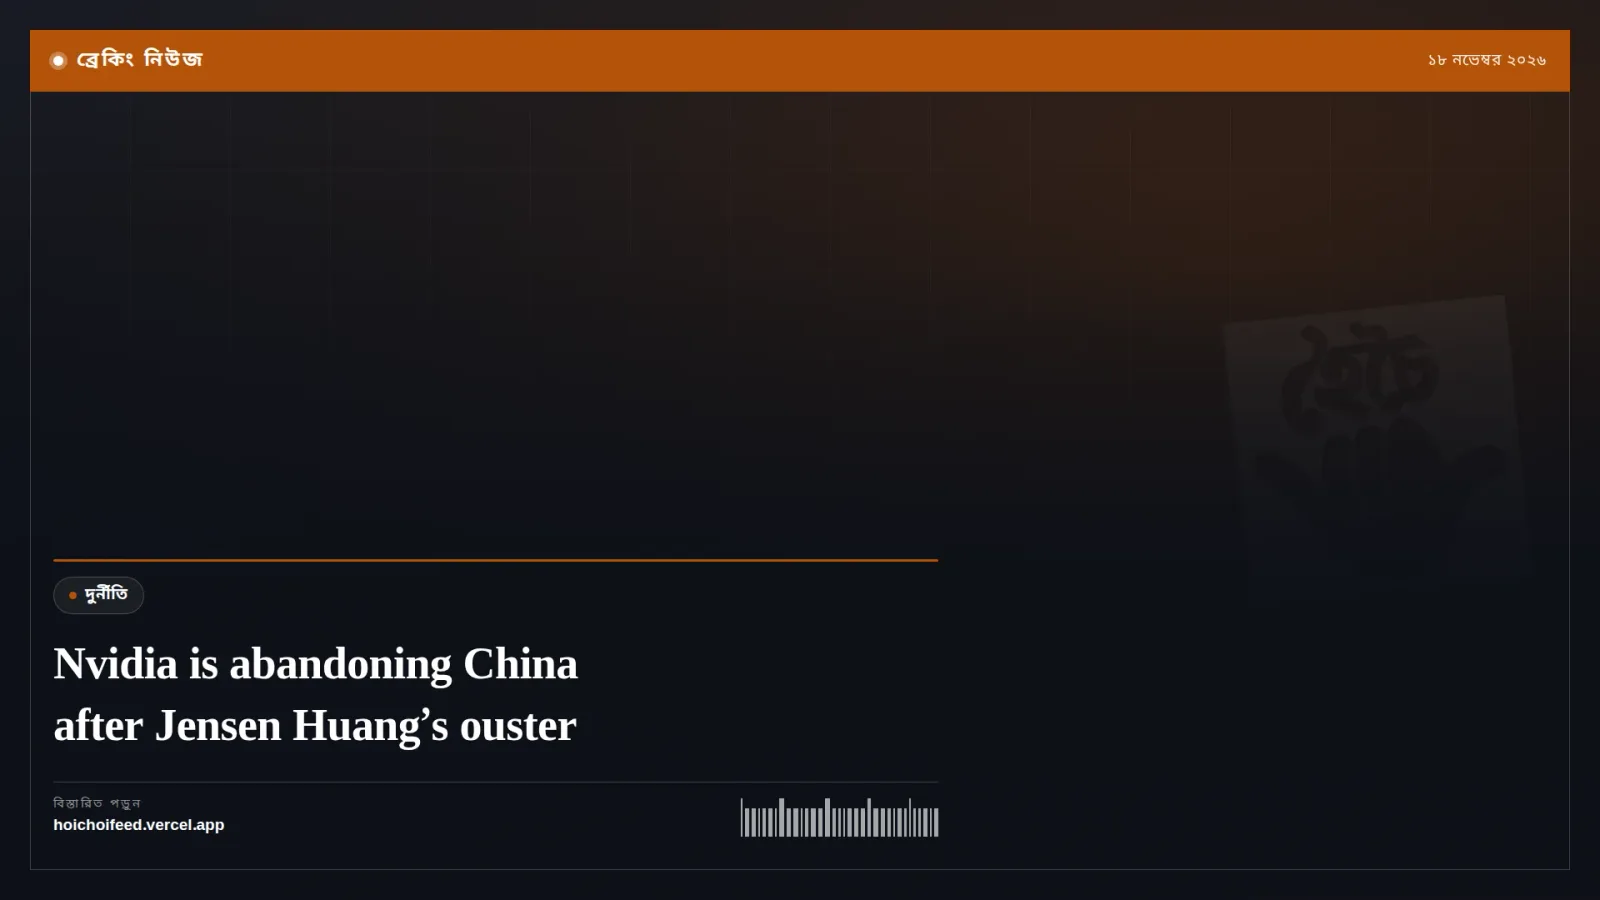 ব্রেকিং নিউজ
১৮ নভেম্বর ২০২৬
হৈচৈ
দুর্নীতি
Nvidia is abandoning China
after Jensen Huang’s ouster
বিস্তারিত পড়ুন
hoichoifeed.vercel.app